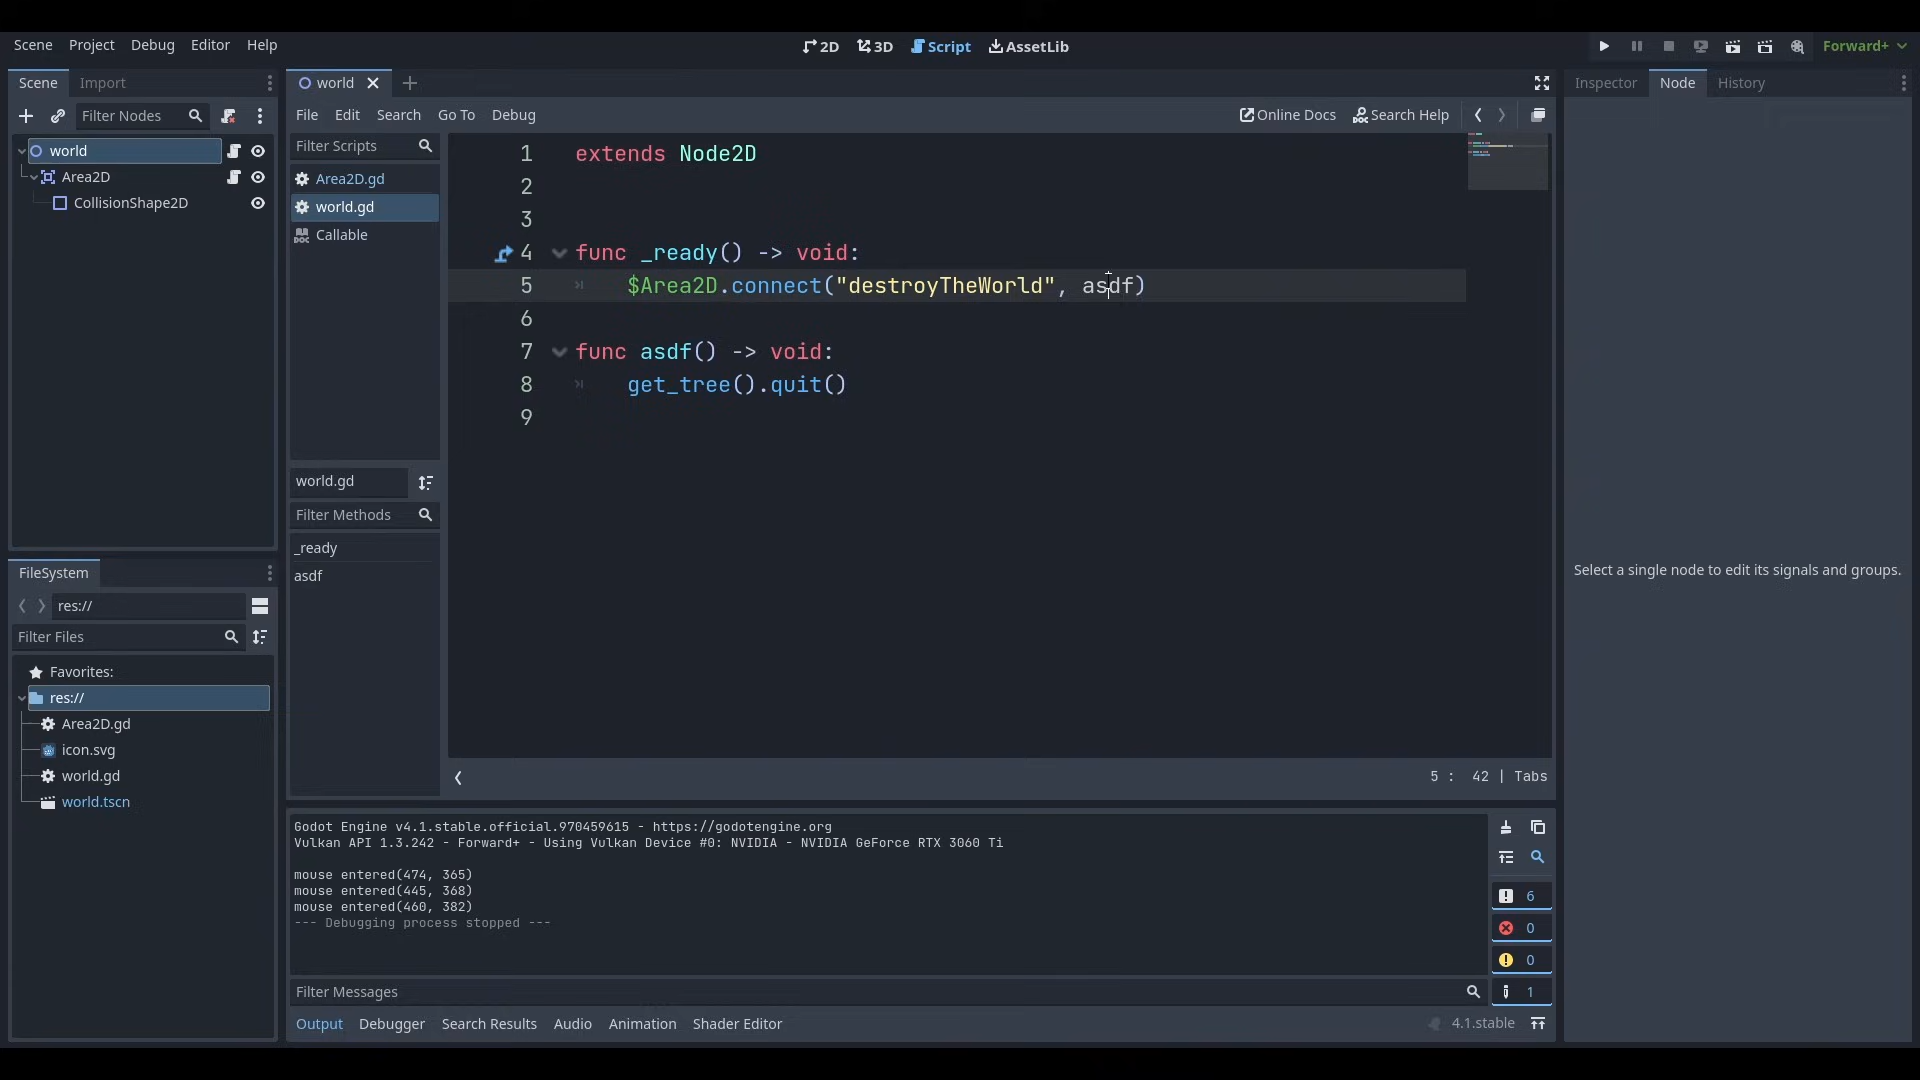 Scene Project Debug Editor Help
2D 3D Script AssetLib
Forward+
Scene Import
Filter Nodes
world
Area2D
CollisionShape2D
FileSystem
res://
Filter Files
Favorites:
res://
Area2D.gd
icon.svg
world.gd
world.tscn
world
File Edit Search Go To Debug
Online Docs Search Help
Filter Scripts
Area2D.gd
world.gd
Callable
world.gd
Filter Methods
_ready
asdf
1 extends Node2D
2
3
4 func _ready() -> void:
5 $Area2D.connect("destroyTheWorld", asdf)
6
7 func asdf() -> void:
8 get_tree().quit()
9
5 : 42 | Tabs
Godot Engine v4.1.stable.official.970459615 - https://godotengine.org
Vulkan API 1.3.242 - Forward+ - Using Vulkan Device #0: NVIDIA - NVIDIA GeForce RTX 3060 Ti
mouse entered(474, 365)
mouse entered(445, 368)
mouse entered(460, 382)
--- Debugging process stopped ---
6
0
0
1
Filter Messages
Output Debugger Search Results Audio Animation Shader Editor
4.1.stable
Inspector Node History
Select a single node to edit its signals and groups.